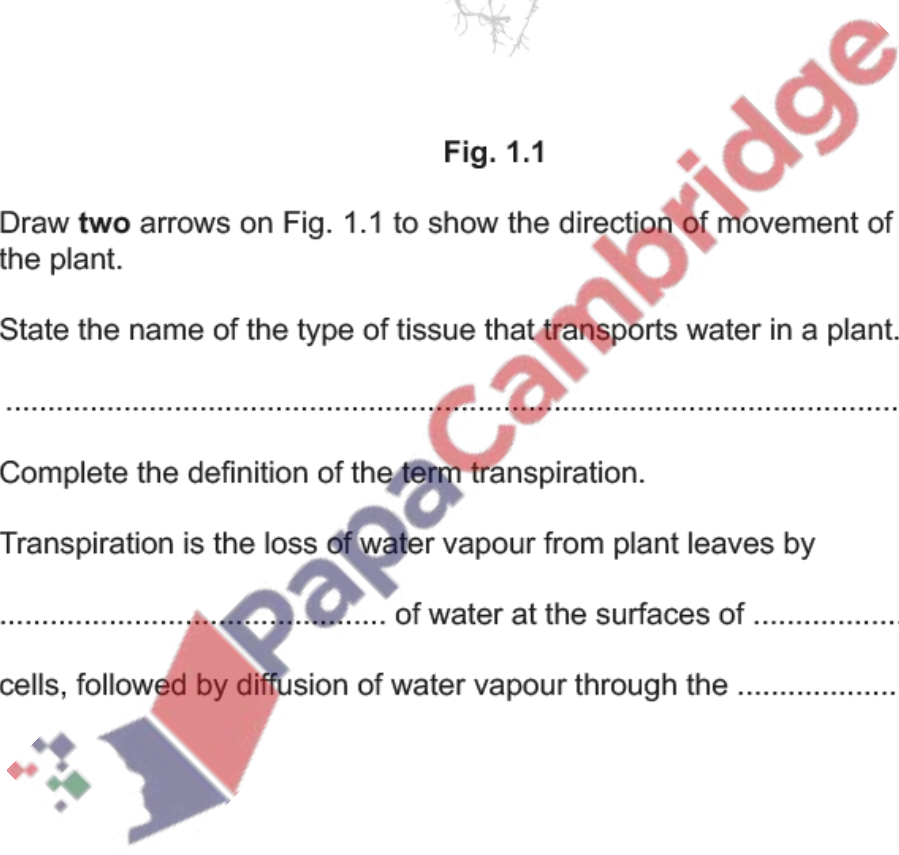 Fig. 1.1
Draw two arrows on Fig. 1.1 to show the direction of movement of
the plant.
State the name of the type of tissue that transports water in a plant.
..........................................................................................................
Complete the definition of the term transpiration.
Transpiration is the loss of water vapour from plant leaves by
.............................................. of water at the surfaces of .................
cells, followed by diffusion of water vapour through the ...................
PapaCambridge